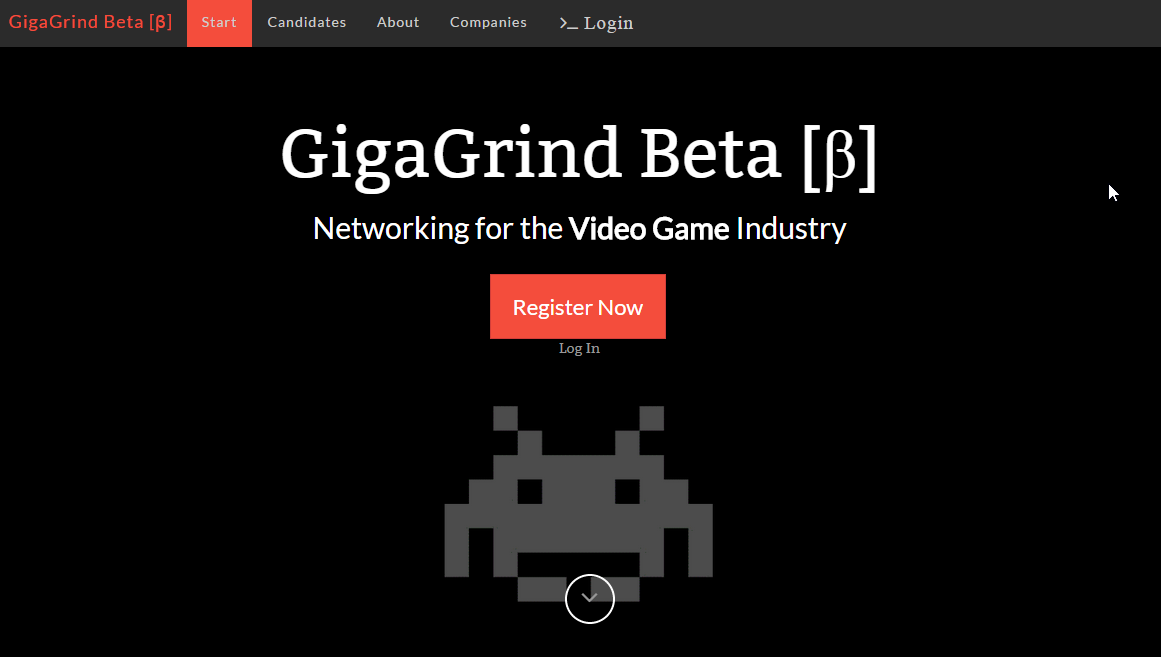 GigaGrind Beta [β] Start Candidates About Companies >_ Login
GigaGrind Beta [β]
Networking for the Video Game Industry
Register Now
Log In